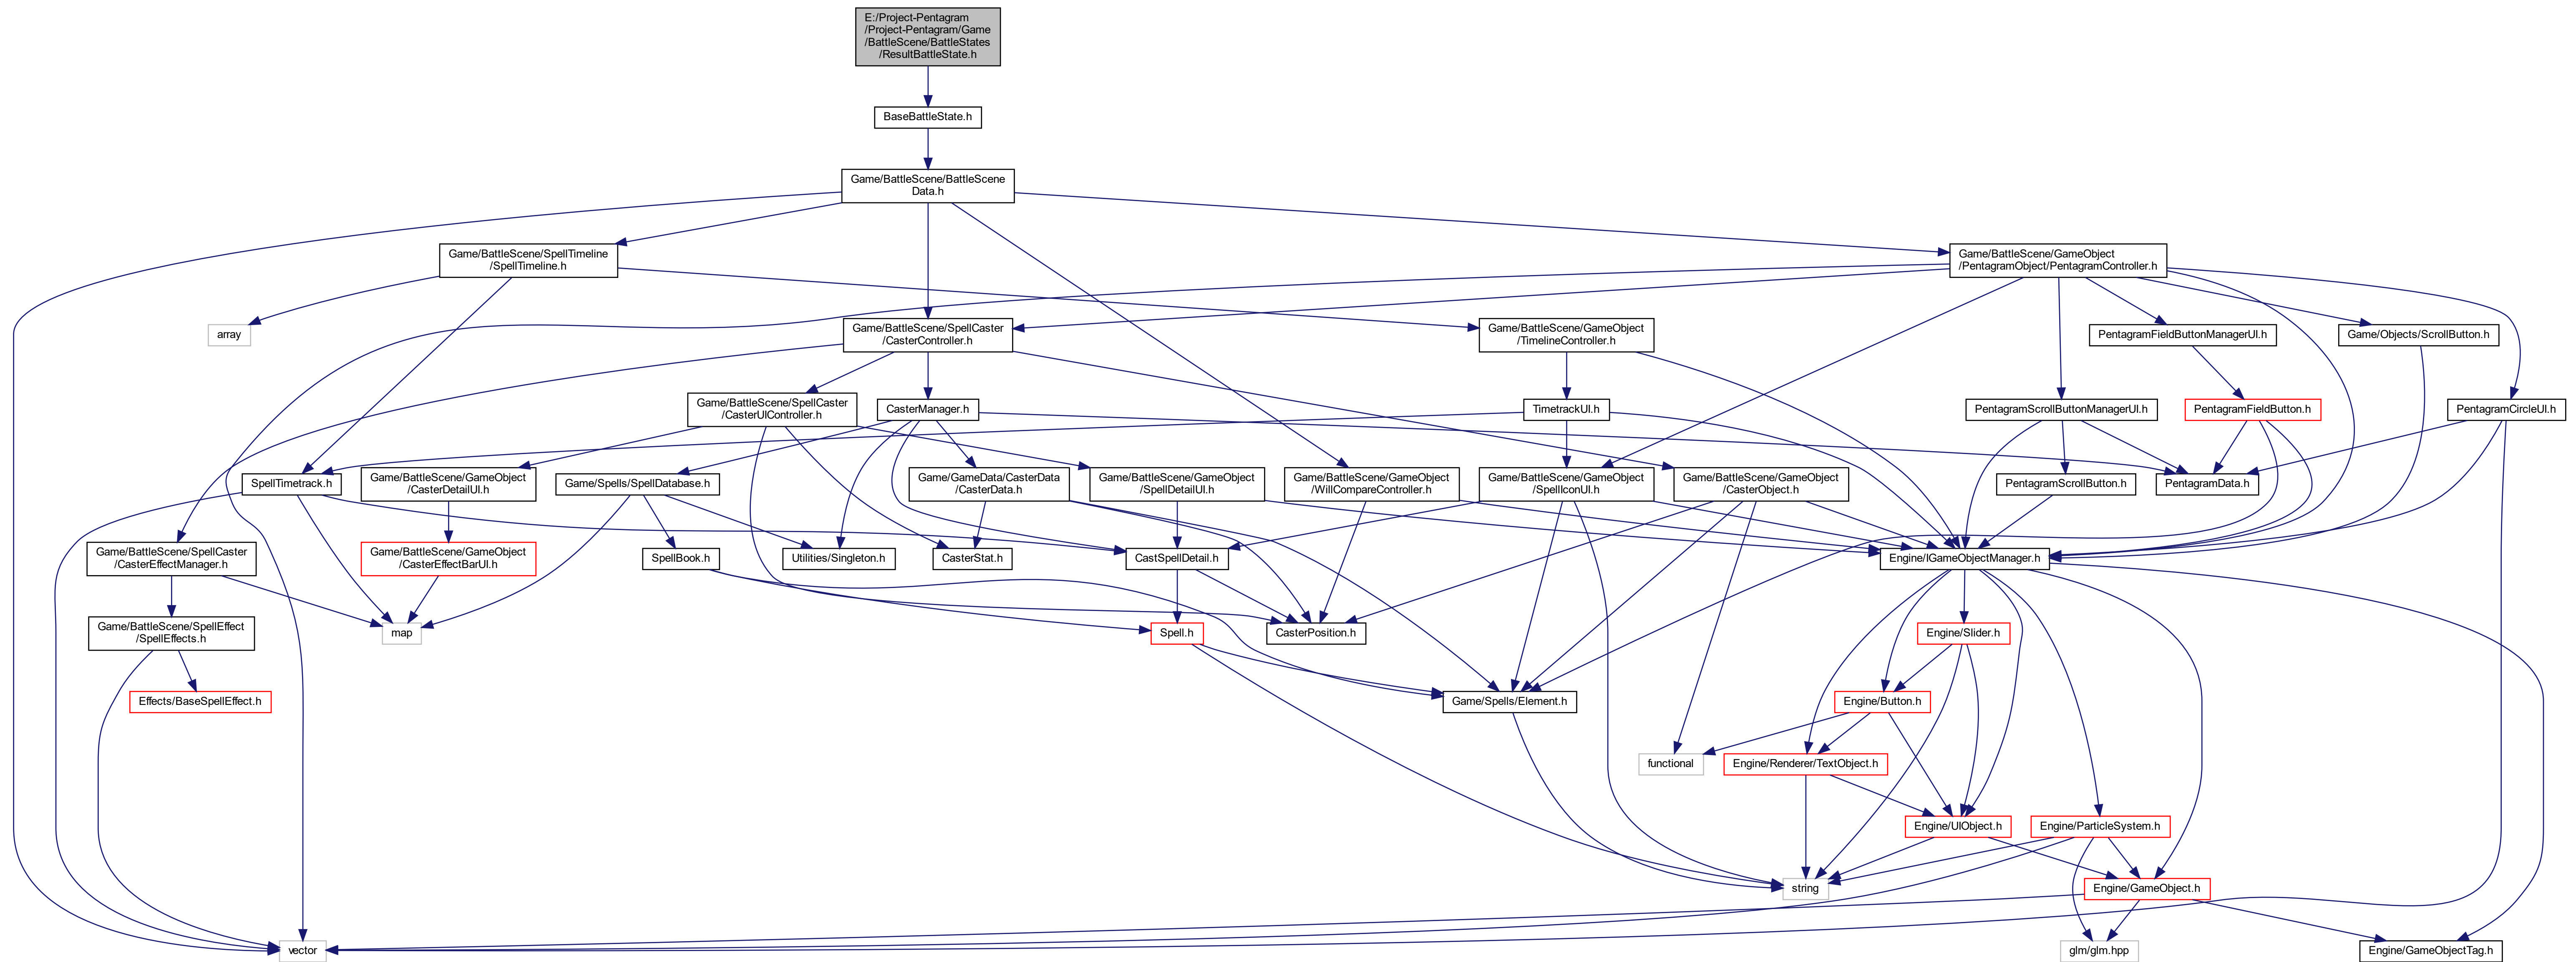 E:/Project-Pentagram
/Project-Pentagram/Game
/BattleScene/BattleStates
/ResultBattleState.h
BaseBattleState.h
Game/BattleScene/BattleScene
Data.h
Game/BattleScene/SpellTimeline
/SpellTimeline.h
Game/BattleScene/GameObject
/PentagramObject/PentagramController.h
array
Game/BattleScene/SpellCaster
/CasterController.h
Game/BattleScene/GameObject
/TimelineController.h
PentagramFieldButtonManagerUI.h
Game/Objects/ScrollButton.h
Game/BattleScene/SpellCaster
/CasterUIController.h
CasterManager.h
TimetrackUI.h
PentagramScrollButtonManagerUI.h
PentagramFieldButton.h
PentagramCircleUI.h
SpellTimetrack.h
Game/BattleScene/GameObject
/CasterDetailUI.h
Game/Spells/SpellDatabase.h
Game/GameData/CasterData
/CasterData.h
Game/BattleScene/GameObject
/SpellDetailUI.h
Game/BattleScene/GameObject
/WillCompareController.h
Game/BattleScene/GameObject
/SpellIconUI.h
Game/BattleScene/GameObject
/CasterObject.h
PentagramScrollButton.h
PentagramData.h
Game/BattleScene/SpellCaster
/CasterEffectManager.h
Game/BattleScene/GameObject
/CasterEffectBarUI.h
SpellBook.h
Utilities/Singleton.h
CasterStat.h
CastSpellDetail.h
Engine/IGameObjectManager.h
Game/BattleScene/SpellEffect
/SpellEffects.h
map
Spell.h
CasterPosition.h
Engine/Slider.h
Effects/BaseSpellEffect.h
Game/Spells/Element.h
Engine/Button.h
functional
Engine/Renderer/TextObject.h
Engine/UIObject.h
Engine/ParticleSystem.h
string
Engine/GameObject.h
vector
glm/glm.hpp
Engine/GameObjectTag.h